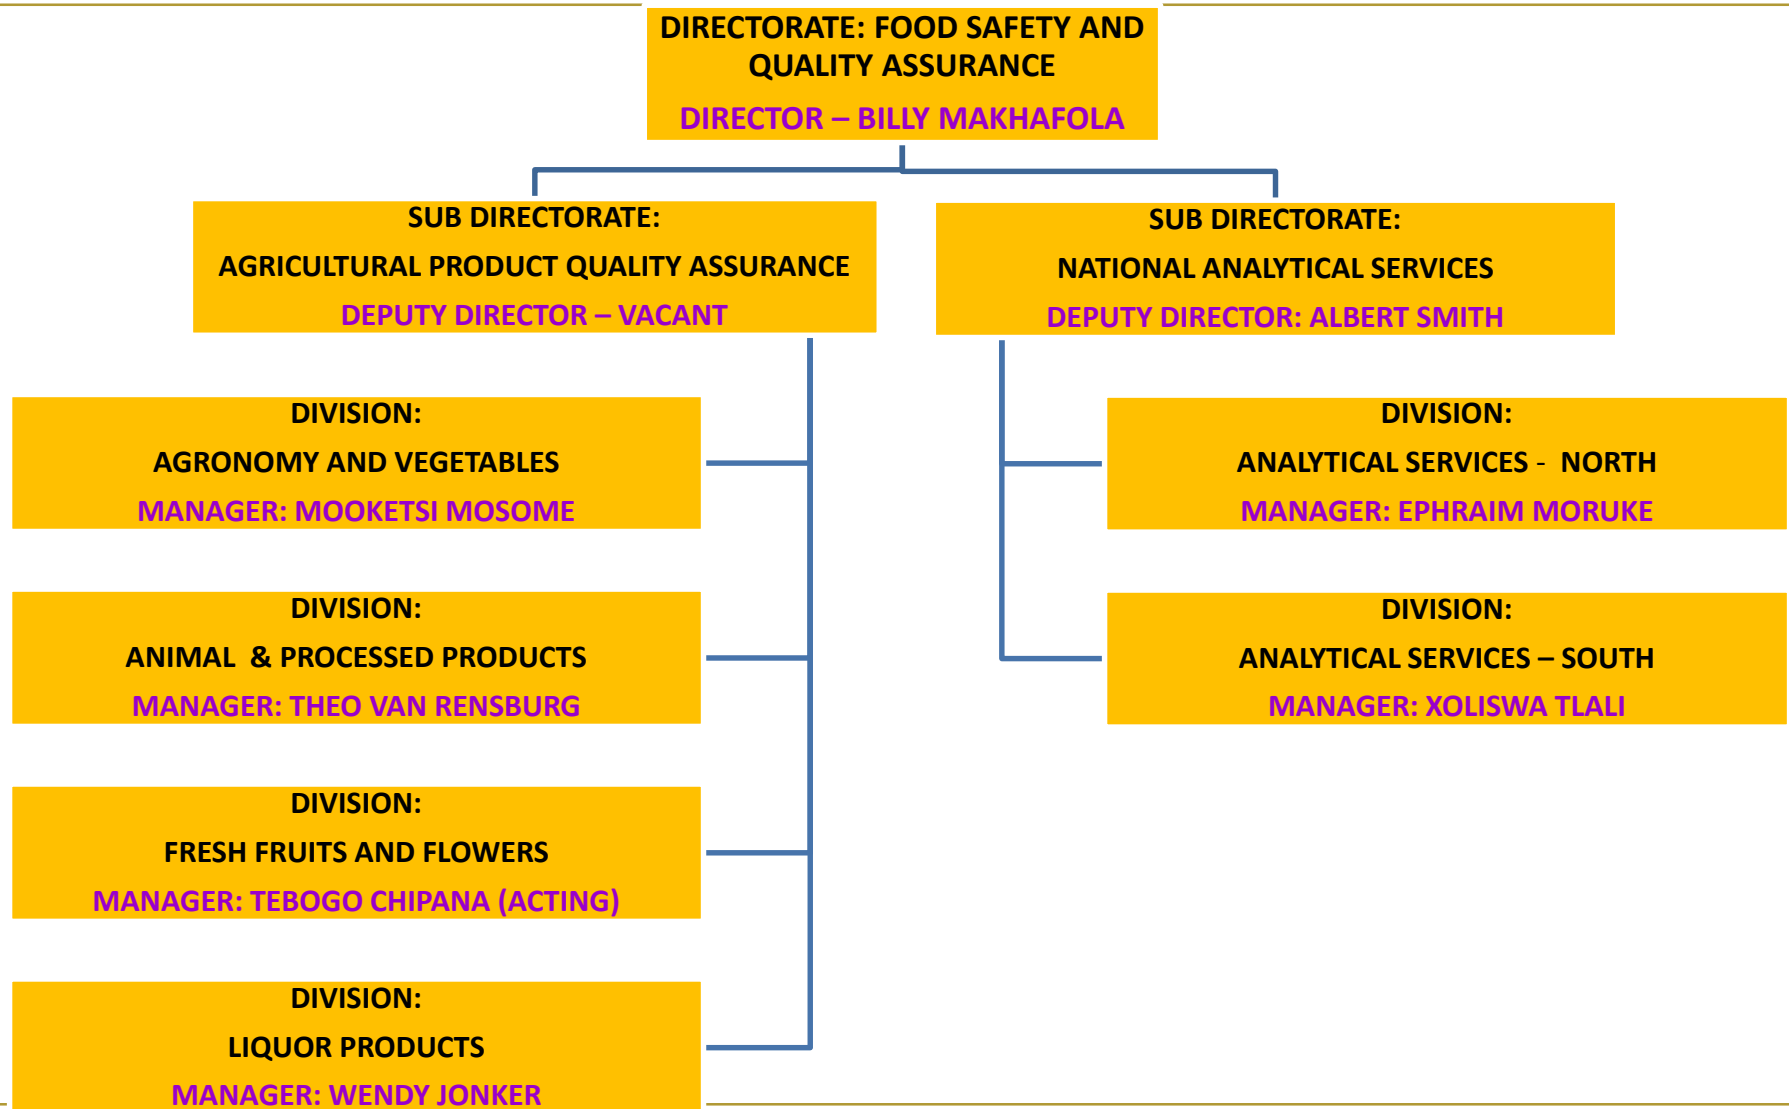 DIRECTORATE: FOOD SAFETY AND
QUALITY ASSURANCE
DIRECTOR – BILLY MAKHAFOLA
SUB DIRECTORATE:
AGRICULTURAL PRODUCT QUALITY ASSURANCE
DEPUTY DIRECTOR – VACANT
SUB DIRECTORATE:
NATIONAL ANALYTICAL SERVICES
DEPUTY DIRECTOR: ALBERT SMITH
DIVISION:
AGRONOMY AND VEGETABLES
MANAGER: MOOKETSI MOSOME
DIVISION:
ANIMAL & PROCESSED PRODUCTS
MANAGER: THEO VAN RENSBURG
DIVISION:
FRESH FRUITS AND FLOWERS
MANAGER: TEBOGO CHIPANA (ACTING)
DIVISION:
LIQUOR PRODUCTS
MANAGER: WENDY JONKER
DIVISION:
ANALYTICAL SERVICES - NORTH
MANAGER: EPHRAIM MORUKE
DIVISION:
ANALYTICAL SERVICES – SOUTH
MANAGER: XOLISWA TLALI